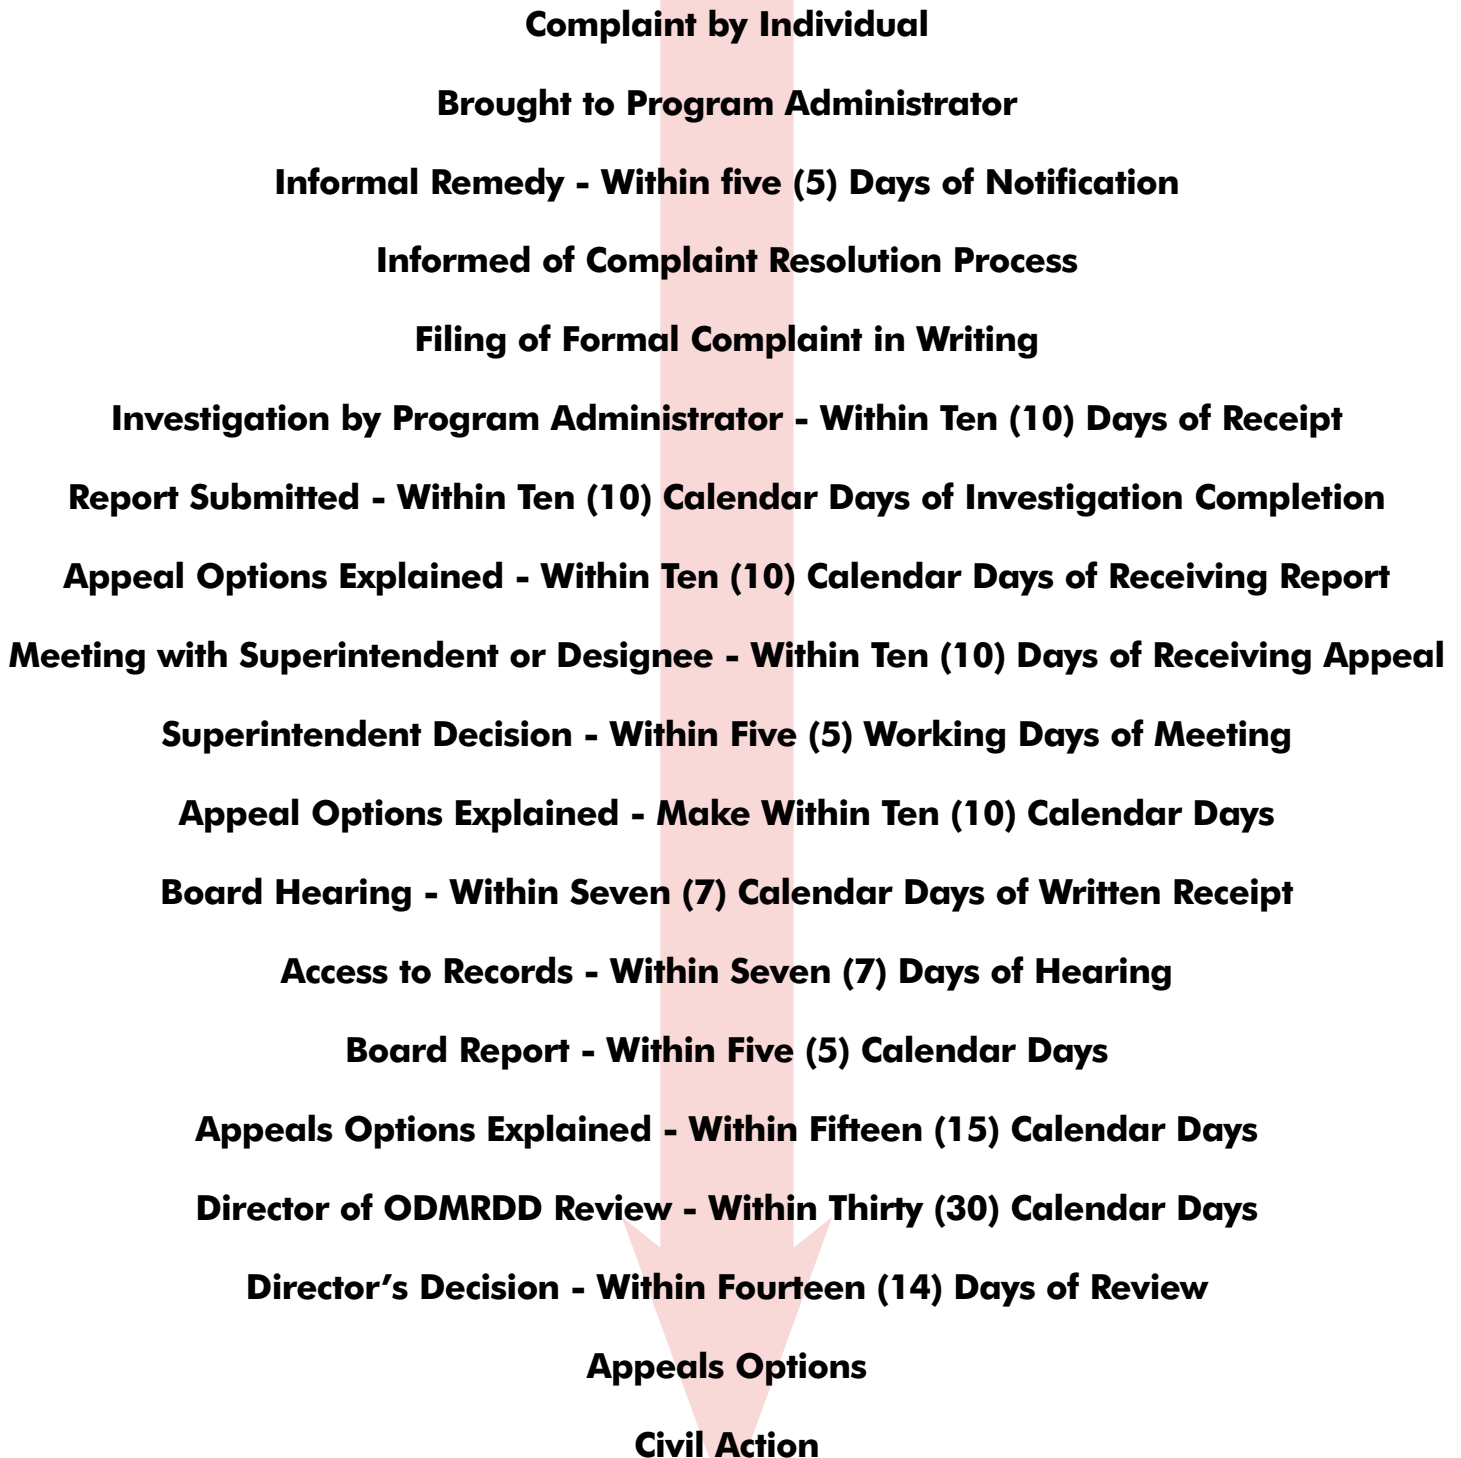 Complaint by Individual
Brought to Program Administrator
Informal Remedy - Within five (5) Days of Notification
Informed of Complaint Resolution Process
Filing of Formal Complaint in Writing
Investigation by Program Administrator - Within Ten (10) Days of Receipt
Report Submitted - Within Ten (10) Calendar Days of Investigation Completion
Appeal Options Explained - Within Ten (10) Calendar Days of Receiving Report
Meeting with Superintendent or Designee - Within Ten (10) Days of Receiving Appeal
Superintendent Decision - Within Five (5) Working Days of Meeting
Appeal Options Explained - Make Within Ten (10) Calendar Days
Board Hearing - Within Seven (7) Calendar Days of Written Receipt
Access to Records - Within Seven (7) Days of Hearing
Board Report - Within Five (5) Calendar Days
Appeals Options Explained - Within Fifteen (15) Calendar Days
Director of ODMRDD Review - Within Thirty (30) Calendar Days
Director’s Decision - Within Fourteen (14) Days of Review
Appeals Options
Civil Action